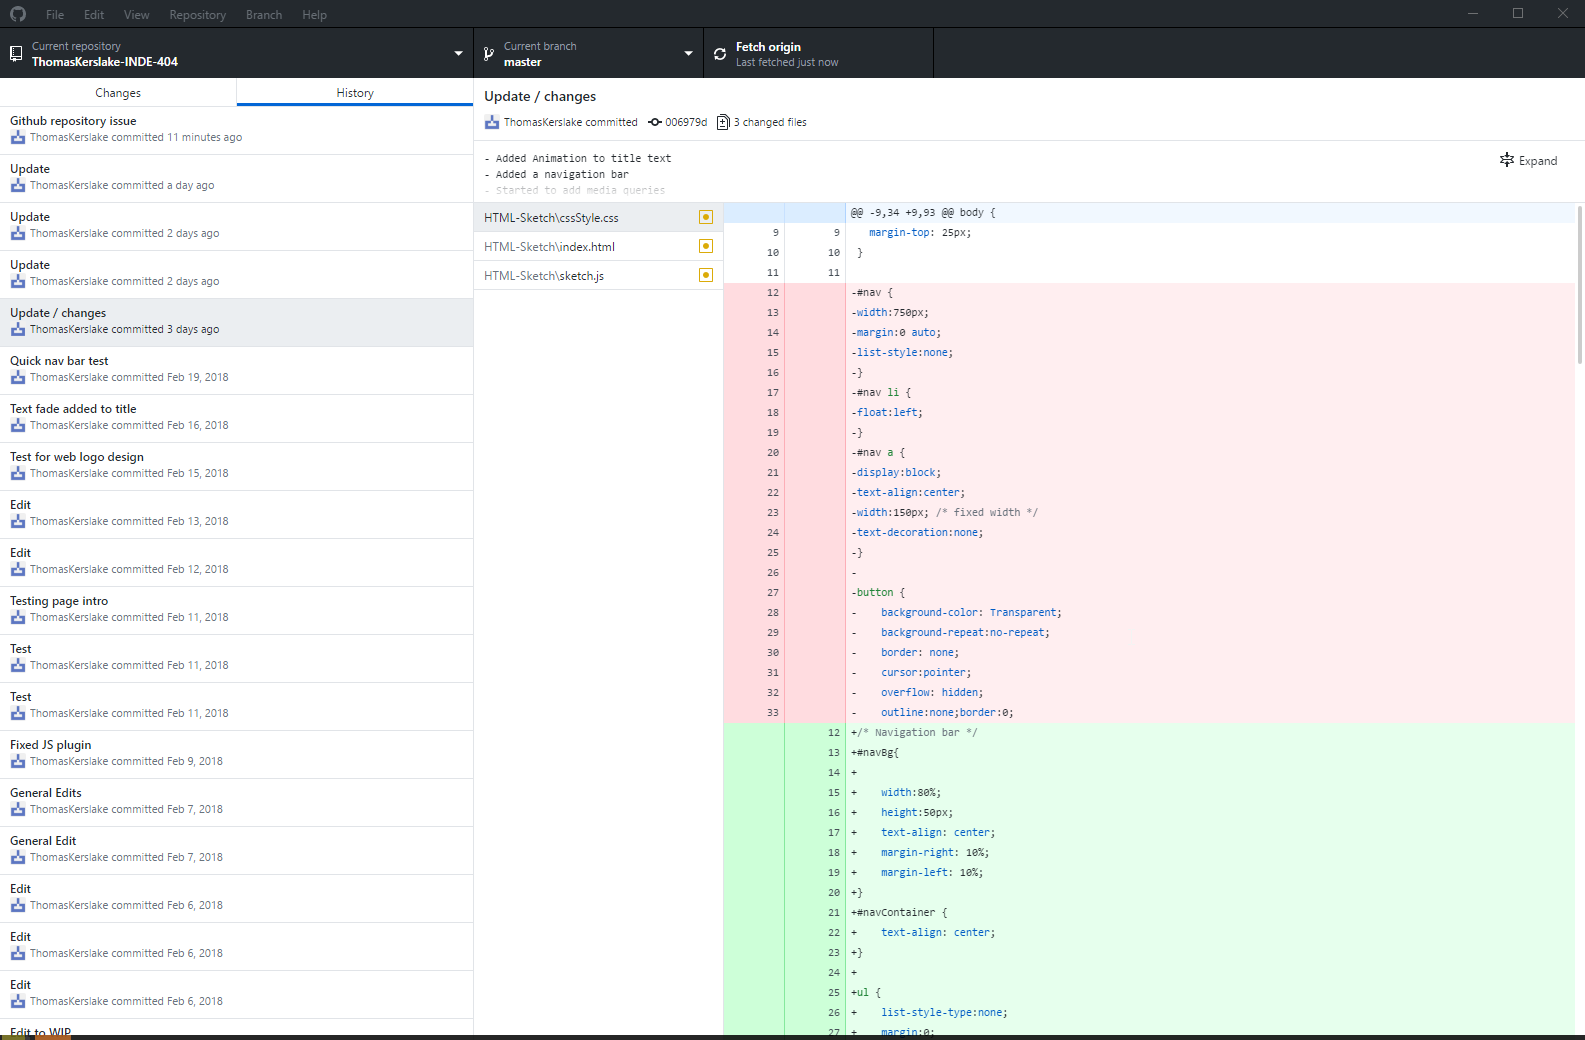 File Edit View Repository Branch Help
Current repository
ThomasKerslake-INDE-404
Current branch
master
Fetch origin
Last fetched just now
Changes
History
Github repository issue
ThomasKerslake committed 11 minutes ago
Update
ThomasKerslake committed a day ago
Update
ThomasKerslake committed 2 days ago
Update
ThomasKerslake committed 2 days ago
Update / changes
ThomasKerslake committed 3 days ago
Quick nav bar test
ThomasKerslake committed Feb 19, 2018
Text fade added to title
ThomasKerslake committed Feb 16, 2018
Test for web logo design
ThomasKerslake committed Feb 15, 2018
Edit
ThomasKerslake committed Feb 13, 2018
Edit
ThomasKerslake committed Feb 12, 2018
Testing page intro
ThomasKerslake committed Feb 11, 2018
Test
ThomasKerslake committed Feb 11, 2018
Test
ThomasKerslake committed Feb 11, 2018
Fixed JS plugin
ThomasKerslake committed Feb 9, 2018
General Edits
ThomasKerslake committed Feb 7, 2018
General Edit
ThomasKerslake committed Feb 7, 2018
Edit
ThomasKerslake committed Feb 6, 2018
Edit
ThomasKerslake committed Feb 6, 2018
Edit
ThomasKerslake committed Feb 6, 2018
Edit to WIP
Update / changes
ThomasKerslake committed 006979d 3 changed files
- Added Animation to title text
- Added a navigation bar
- Started to add media queries
Expand
HTML-Sketch\cssStyle.css
HTML-Sketch\index.html
HTML-Sketch\sketch.js
@@ -9,34 +9,93 @@ body {
9 9 margin-top: 25px;
10 10 }
11 11
12 -#nav {
13 -width:750px;
14 -margin:0 auto;
15 -list-style:none;
16 -}
17 -#nav li {
18 -float:left;
19 -}
20 -#nav a {
21 -display:block;
22 -text-align:center;
23 -width:150px; /* fixed width */
24 -text-decoration:none;
25 -}
26 -
27 -button {
28 - background-color: Transparent;
29 - background-repeat:no-repeat;
30 - border: none;
31 - cursor:pointer;
32 - overflow: hidden;
33 - outline:none;border:0;
12 +/* Navigation bar */
13 +#navBg{
14 +
15 + width:80%;
16 + height:50px;
17 + text-align: center;
18 + margin-right: 10%;
19 + margin-left: 10%;
20 +}
21 +#navContainer {
22 + text-align: center;
23 +}
24 +
25 +ul {
26 + list-style-type:none;
27 + margin:0;